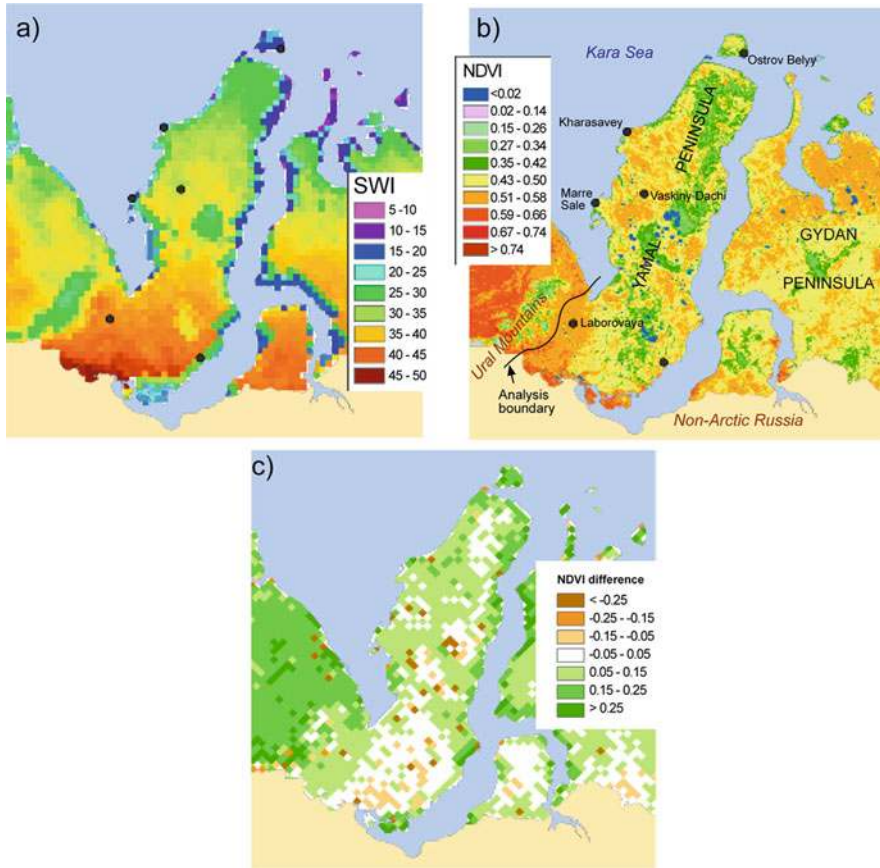 a)
SWI
5 - 10
10 - 15
15 - 20
20 - 25
25 - 30
30 - 35
35 - 40
40 - 45
45 - 50
b)
NDVI
<0.02
0.02 - 0.14
0.15 - 0.26
0.27 - 0.34
0.35 - 0.42
0.43 - 0.50
0.51 - 0.58
0.59 - 0.66
0.67 - 0.74
> 0.74
Kara Sea
Ostrov Belyy
Kharasavey
PENINSULA
Marre
Sale
Vaskiny Dachi
YAMAL
GYDAN
PENINSULA
Ural Mountains
Laborovaya
Analysis
boundary
Non-Arctic Russia
c)
NDVI difference
< -0.25
-0.25 - -0.15
-0.15 - -0.05
-0.05 - 0.05
0.05 - 0.15
0.15 - 0.25
> 0.25